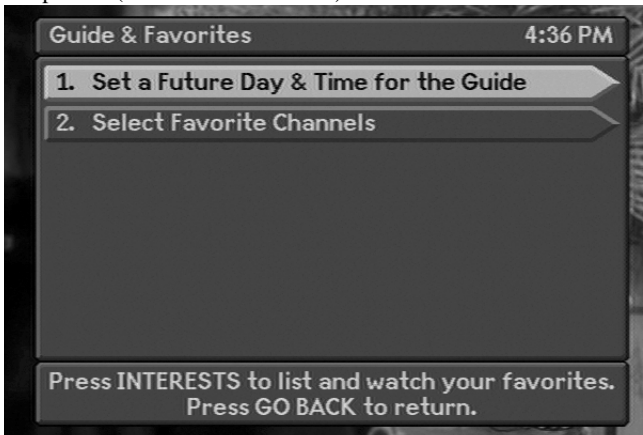 Guide & Favorites 4:36 PM
1. Set a Future Day & Time for the Guide
2. Select Favorite Channels
Press INTERESTS to list and watch your favorites.
Press GO BACK to return.